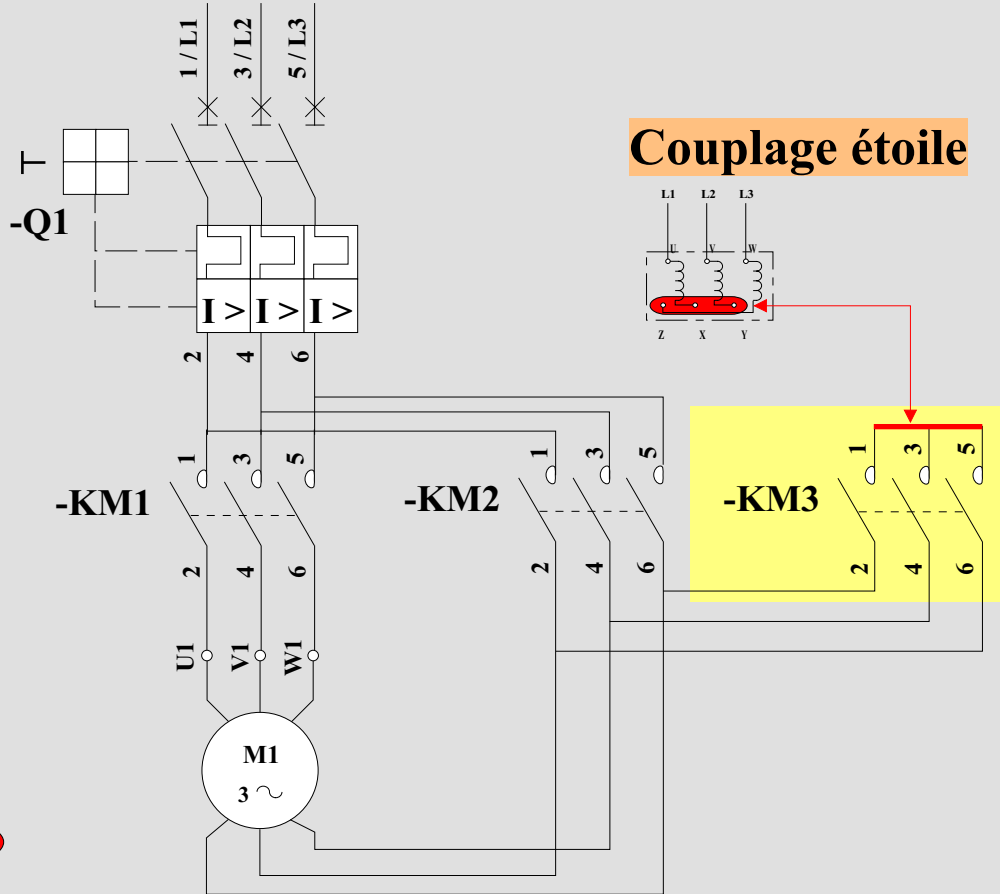 1 / L1
3 / L2
5 / L3
Couplage étoile
L1 L2 L3
U V W
-Q1
I > I > I >
Z X Y
2 4 6
1 3 5
1 3 5
1 3 5
-KM1
-KM2
-KM3
2 4 6
2 4 6
2 4 6
U1 V1 W1
M1
3